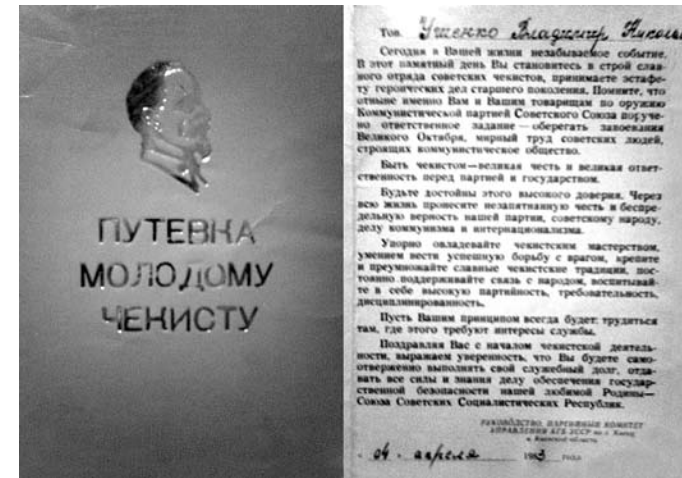 ПУТЕВКА
МОЛОДОМУ
ЧЕКИСТУ
Тов. Ушенко Владимир Никола
Сегодня в Вашей жизни незабываемое событие.
В этот памятный день Вы становитесь в строй слав-
ного отряда советских чекистов, принимаете эстафе-
ту героических дел старшего поколения. Помните, что
отныне именно Вам и Вашим товарищам по оружию
Коммунистической партией Советского Союза поруче-
но ответственное задание — оберегать завоевания
Великого Октября, мирный труд советских людей,
строящих коммунистическое общество.
Быть чекистом—великая честь и великая ответ-
ственность перед партией и государством.
Будьте достойны этого высокого доверия. Через
всю жизнь пронесите незапятнанную честь и беспре-
дельную верность нашей партии, советскому народу,
делу коммунизма и интернационализма.
Упорно овладевайте чекистским мастерством,
умением вести успешную борьбу с врагом, крепите
и преумножайте славные чекистские традиции, пос-
тоянно поддерживайте связь с народом, воспитывай-
те в себе высокую партийность, требовательность,
дисциплинированность.
Пусть Вашим принципом всегда будет: трудиться
там, где этого требуют интересы службы.
Поздравляя Вас с началом чекистской деятель-
ности, выражаем уверенность, что Вы будете само-
отверженно выполнять свой служебный долг, отда-
вать все силы и знания делу обеспечения государ-
ственной безопасности нашей любимой Родины—
Союза Советских Социалистических Республик.
РУКОВОДСТВО, ПАРТИЙНЫЙ КОМИТЕТ
УПРАВЛЕНИЯ КГБ УССР по г. Киеву
и Киевской области
„ 04 " апреля 1983 года